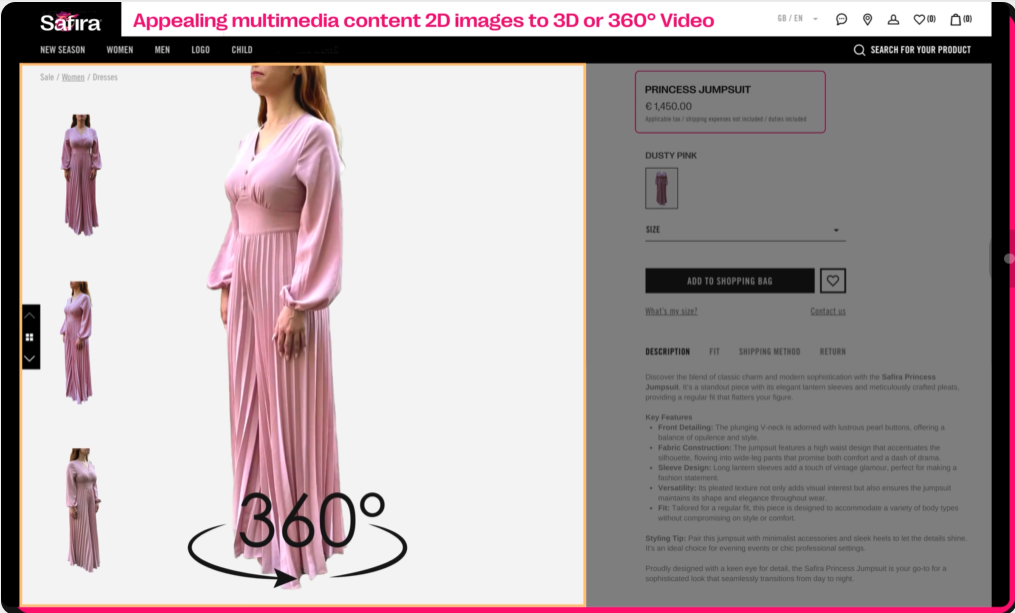 Safira
Appealing multimedia content 2D images to 3D or 360° Video
GB / EN
(0)
(0)
NEW SEASON WOMEN MEN LOGO CHILD
SEARCH FOR YOUR PRODUCT
Sale / Women / Dresses
360°
PRINCESS JUMPSUIT
€ 1,450.00
Applicable tax / shipping expenses not included / duties included
DUSTY PINK
SIZE
ADD TO SHOPPING BAG
What's my size? Contact us
DESCRIPTION FIT SHIPPING METHOD RETURN
Discover the blend of classic charm and modern sophistication with the Safira Princess
Jumpsuit. It's a standout piece with its elegant lantern sleeves and meticulously crafted pleats,
providing a regular fit that flatters your figure.
Key Features
• Front Detailing: The plunging V-neck is adorned with lustrous pearl buttons, offering a
balance of opulence and style.
• Fabric Construction: The jumpsuit features a high waist design that accentuates the
silhouette, flowing into wide-leg pants that promise both comfort and a dash of drama.
• Sleeve Design: Long lantern sleeves add a touch of vintage glamour, perfect for making a
fashion statement.
• Versatility: Its pleated texture not only adds visual interest but also ensures the jumpsuit
maintains its shape and elegance throughout wear.
• Fit: Tailored for a regular fit, this piece is designed to accommodate a variety of body types
without compromising on style or comfort.
Styling Tip: Pair this jumpsuit with minimalist accessories and sleek heels to let the details shine.
It's an ideal choice for evening events or chic professional settings.
Proudly designed with a keen eye for detail, the Safira Princess Jumpsuit is your go-to for a
sophisticated look that seamlessly transitions from day to night.